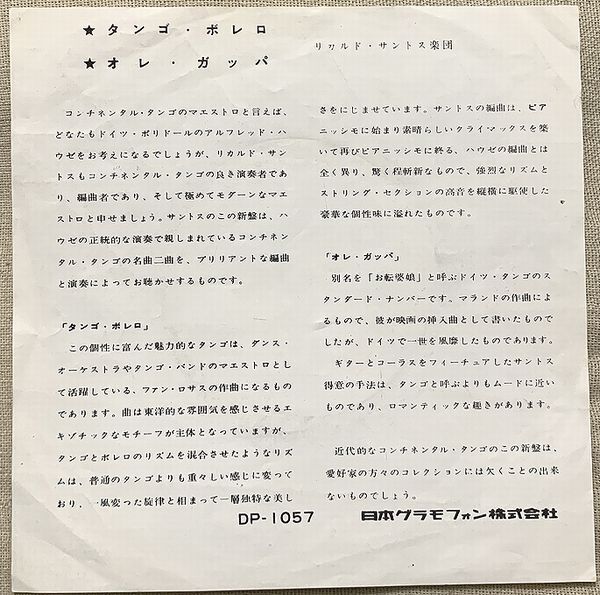 ★ タンゴ・ボレロ
★ オレ・ガッパ
リカルド・サントス楽団
コンチネンタル・タンゴのマエストロと言えば、
どなたもドイツ・ポリドールのアルフレッド・ハ
ウゼをお考えになるでしょうが、リカルド・サン
トスもコンチネンタル・タンゴの良き演奏者であ
り、編曲者であり、そして極めてモダーンなマエ
ストロと申せましょう。サントスのこの新盤は、ハ
ウゼの正統的な演奏で親しまれているコンチネン
タル・タンゴの名曲二曲を、ブリリアントな編曲
と演奏によってお聴かせするものです。
「タンゴ・ボレロ」
この個性に富んだ魅力的なタンゴは、ダンス・
オーケストラやタンゴ・バンドのマエストロとし
て活躍している、ファン・ロサスの作曲になるもの
であります。曲は東洋的な雰囲気を感じさせるエ
キゾチックなモチーフが主体となっていますが、
タンゴとボレロのリズムを混合させたようなリズ
ムは、普通のタンゴよりも重々しい感じに変って
おり、一風変った旋律と相まって一層独特な美し
さをにじませています。サントスの編曲は、ピア
ニッシモに始まり素晴らしいクライマックスを築
いて再びピアニッシモに終る、ハウゼの編曲とは
全く異り、驚く程斬新なもので、強烈なリズムと
ストリング・セクションの高音を縦横に駆使した
豪華な個性味に溢れたものです。
「オレ・ガッパ」
別名を「お転婆娘」と呼ぶドイツ・タンゴのス
タンダード・ナンバーです。マランドの作曲によ
るもので、彼が映画の挿入曲として書いたもので
したが、ドイツで一世を風靡したものであります。
ギターとコーラスをフィーチュアしたサントス
得意の手法は、タンゴと呼ぶよりもムードに近い
ものであり、ロマンティックな趣きがあります。
近代的なコンチネンタル・タンゴのこの新盤は、
愛好家の方々のコレクションには欠くことの出来
ないものでしょう。
DP-1057 日本グラモフォン株式会社